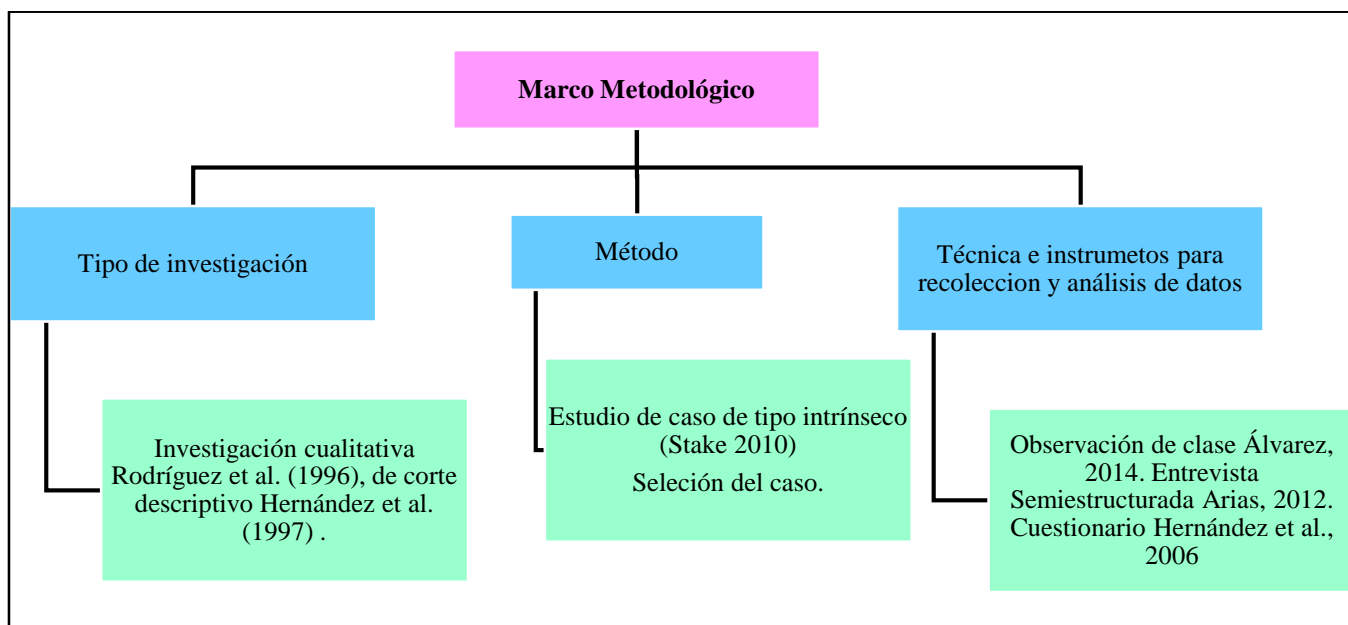 Marco Metodológico
Tipo de investigación
Método
Técnica e instrumetos para
recoleccion y análisis de datos
Investigación cualitativa
Rodríguez et al. (1996), de corte
descriptivo Hernández et al.
(1997) .
Estudio de caso de tipo intrínseco
(Stake 2010)
Seleción del caso.
Observación de clase Álvarez,
2014. Entrevista
Semiestructurada Arias, 2012.
Cuestionario Hernández et al.,
2006